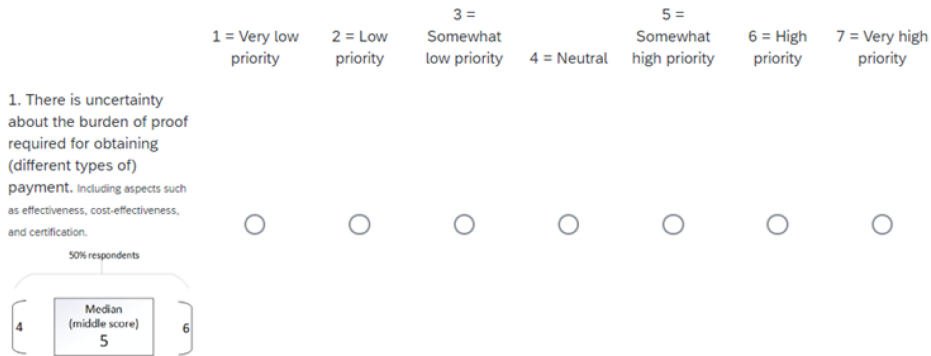 1 = Very low priority
2 = Low priority
3 = Somewhat low priority
4 = Neutral
5 = Somewhat high priority
6 = High priority
7 = Very high priority
1. There is uncertainty
about the burden of proof
required for obtaining
(different types of)
payment. Including aspects such
as effectiveness, cost-effectiveness,
and certification.
50% respondents
4
Median
(middle score)
5
6